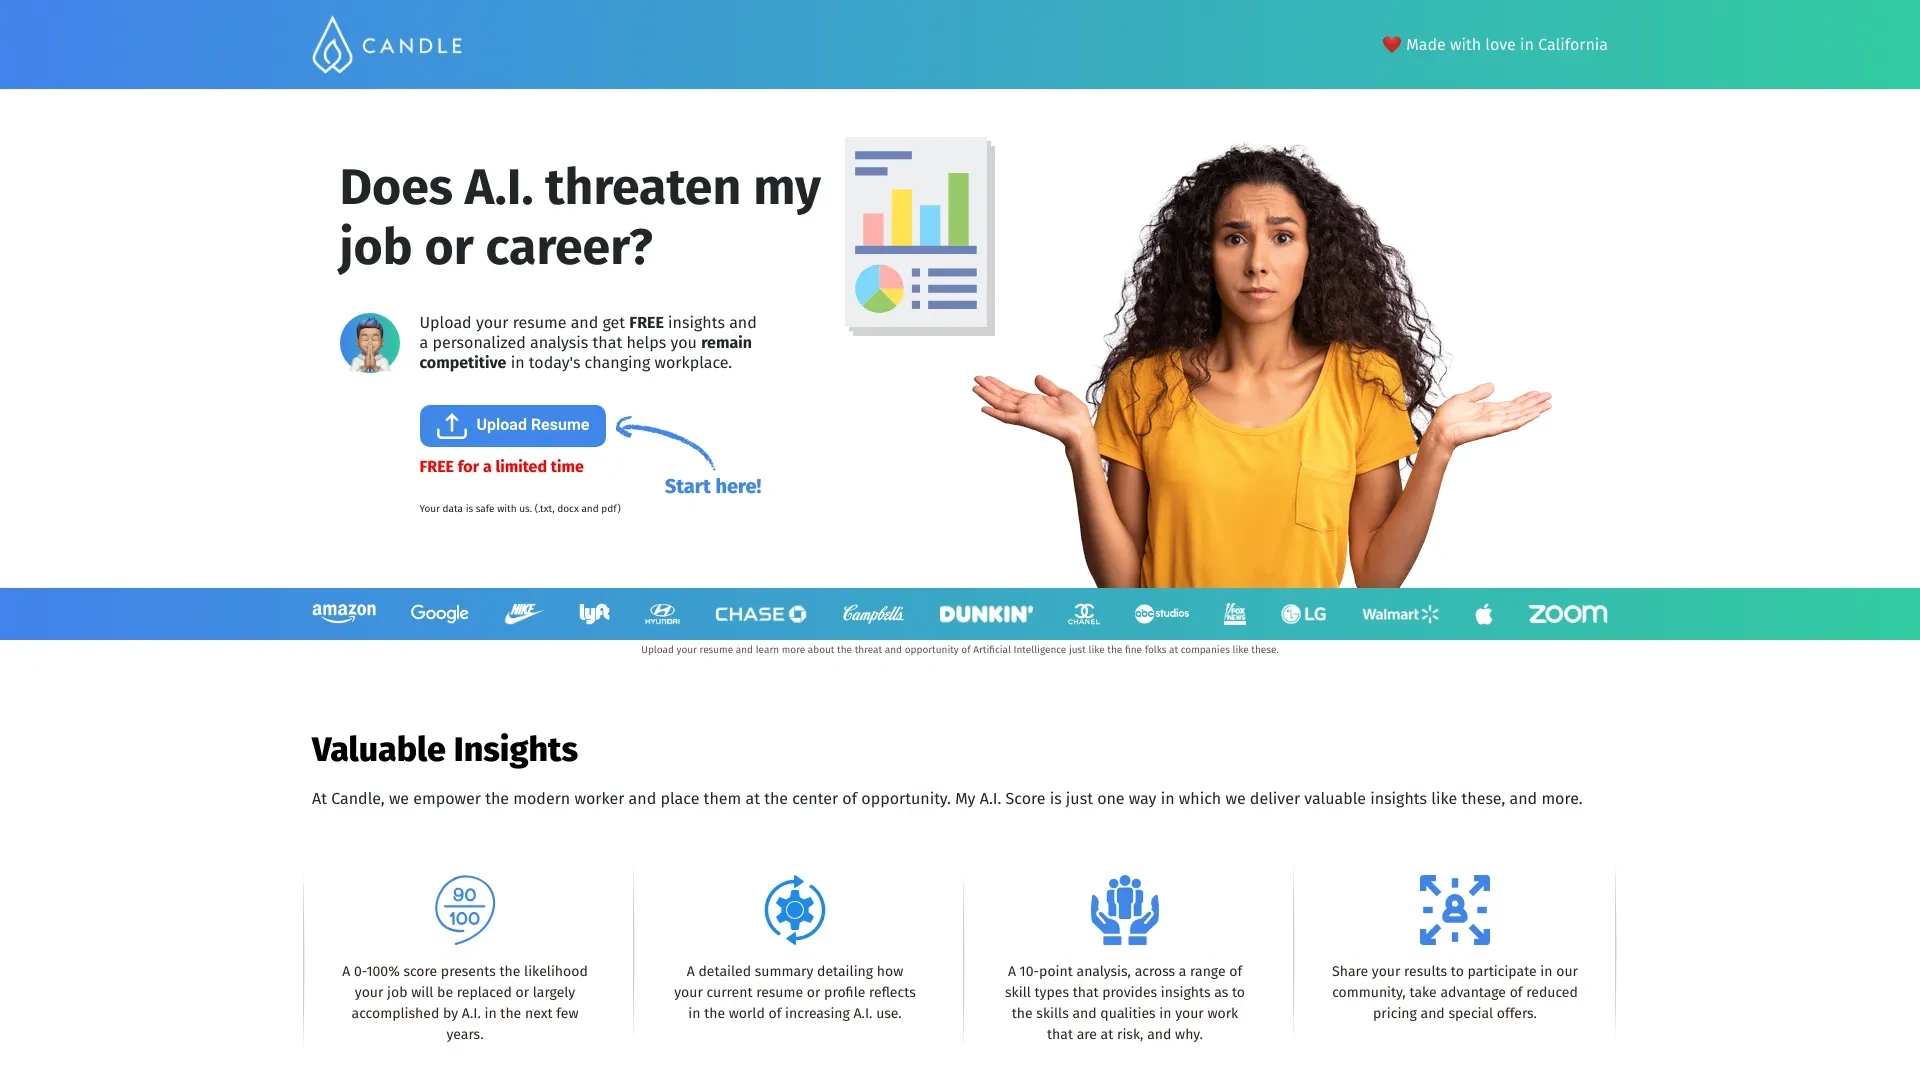 CANDLE
❤️ Made with love in California
Does A.I. threaten my
job or career?
Upload your resume and get FREE insights and
a personalized analysis that helps you remain
competitive in today's changing workplace.
Upload Resume
FREE for a limited time
Start here!
Your data is safe with us. (.txt, docx and pdf)
amazon Google NIKE lyft HYUNDAI CHASE Campbell's DUNKIN' CHANEL abc studios FOX NEWS LG Walmart zoom
Upload your resume and learn more about the threat and opportunity of Artificial Intelligence just like the fine folks at companies like these.
Valuable Insights
At Candle, we empower the modern worker and place them at the center of opportunity. My A.I. Score is just one way in which we deliver valuable insights like these, and more.
90
100
A 0-100% score presents the likelihood
your job will be replaced or largely
accomplished by A.I. in the next few
years.
A detailed summary detailing how
your current resume or profile reflects
in the world of increasing A.I. use.
A 10-point analysis, across a range of
skill types that provides insights as to
the skills and qualities in your work
that are at risk, and why.
Share your results to participate in our
community, take advantage of reduced
pricing and special offers.